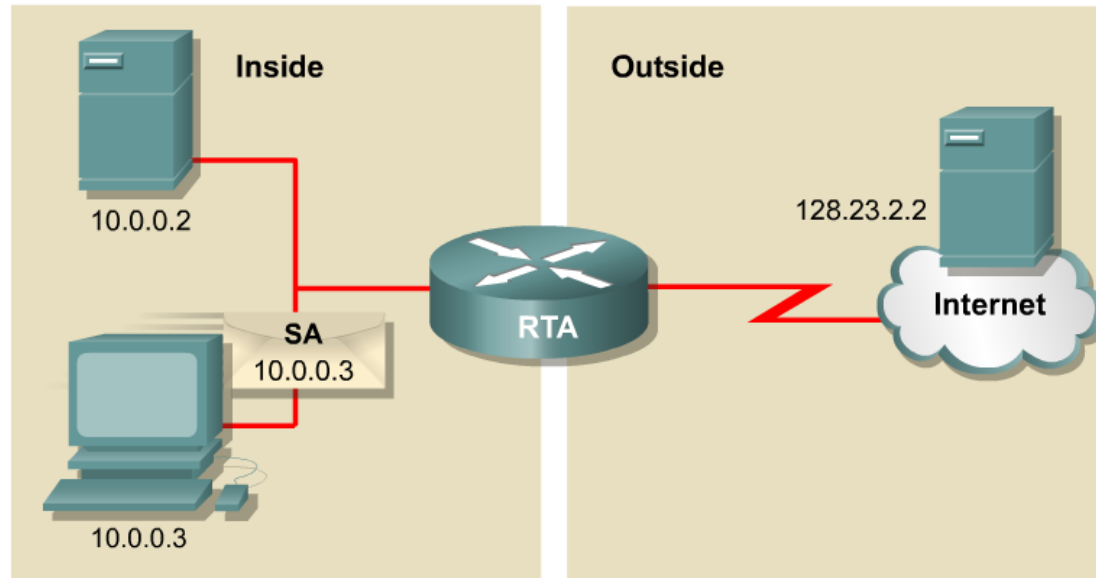 Inside
10.0.0.2
SA
10.0.0.3
10.0.0.3
RTA
Outside
128.23.2.2
Internet